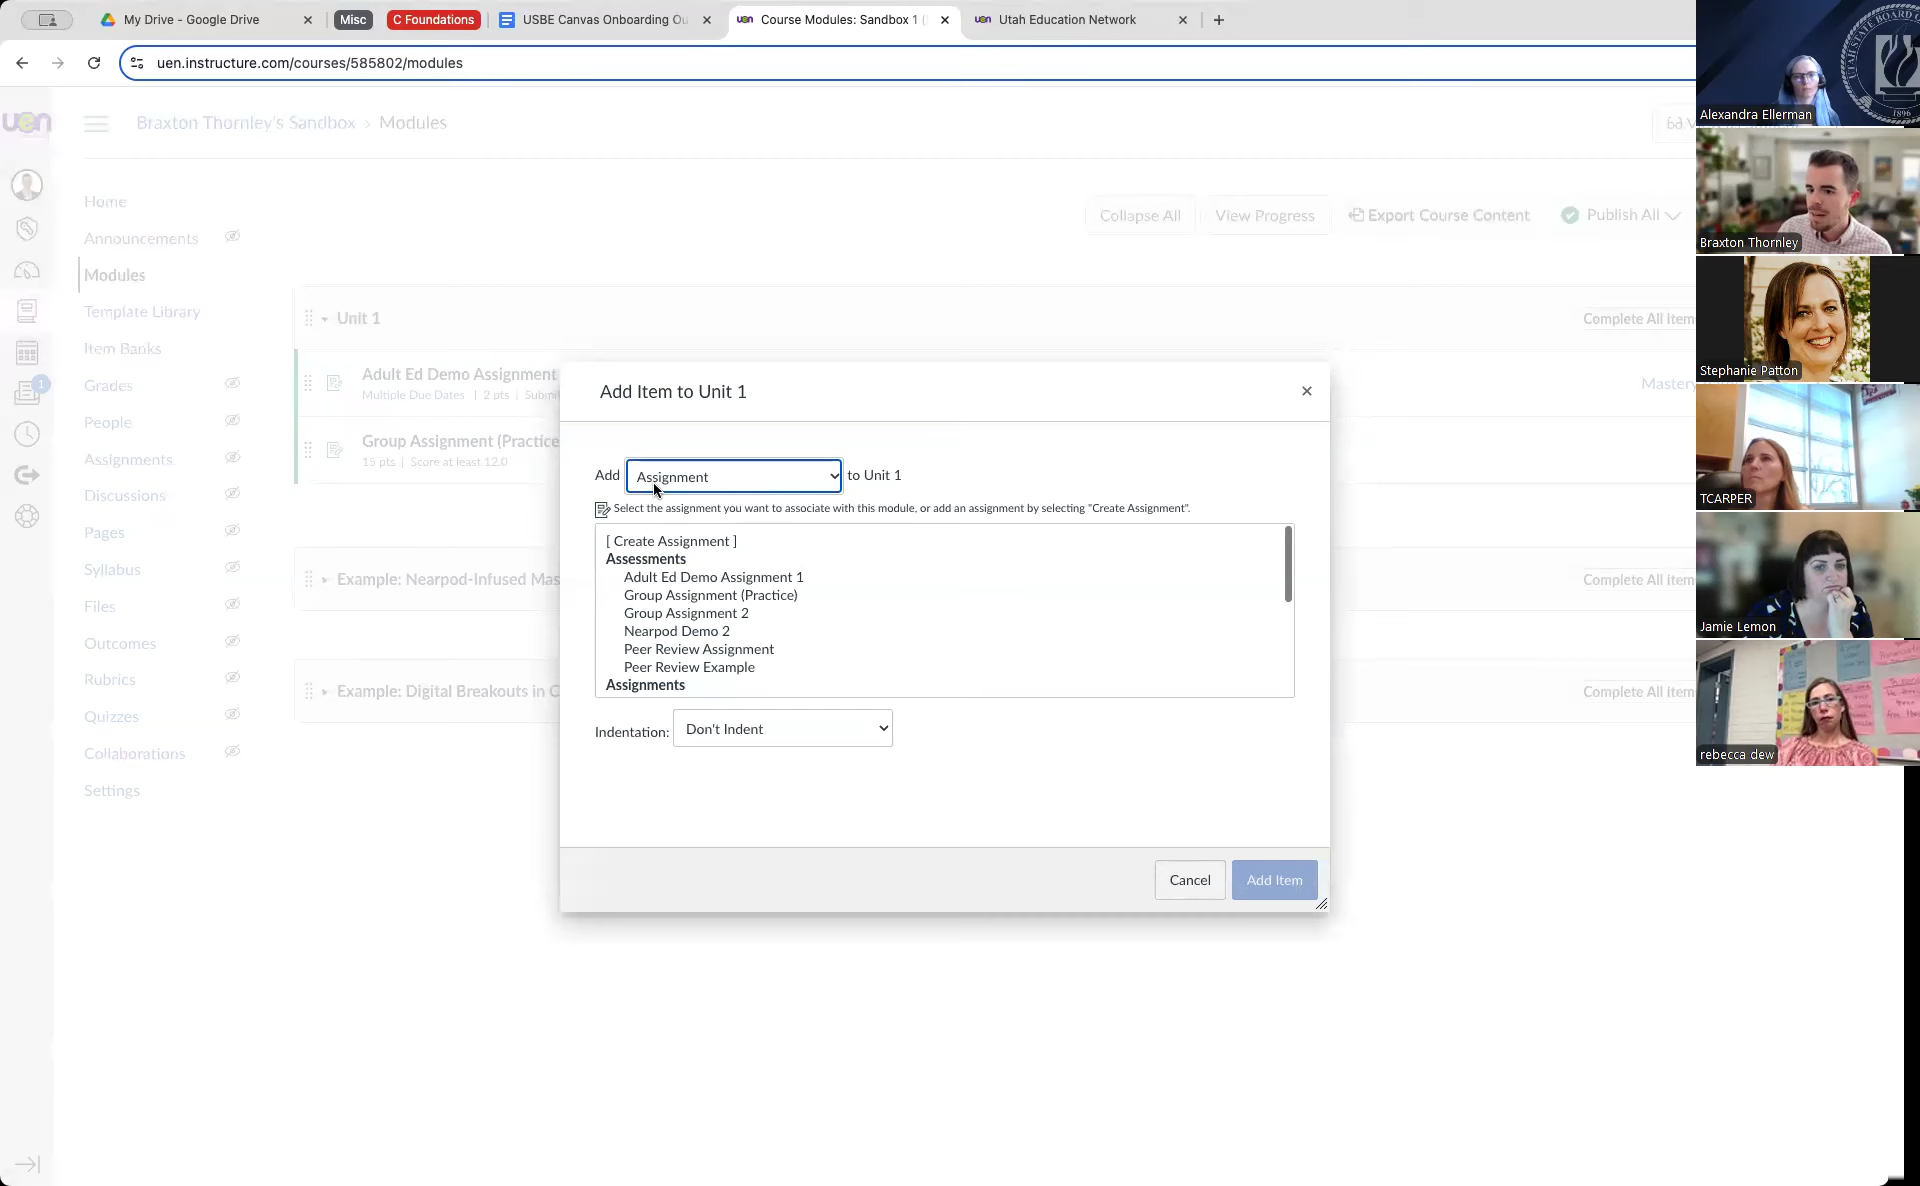 My Drive - Google Drive
Misc
C Foundations
USBE Canvas Onboarding Ou
Course Modules: Sandbox 1
Utah Education Network
uen.instructure.com/courses/585802/modules
uen
Braxton Thornley's Sandbox > Modules
Home
Announcements
Modules
Template Library
Item Banks
Grades
People
Assignments
Discussions
Pages
Syllabus
Files
Outcomes
Rubrics
Quizzes
Collaborations
Settings
1
Collapse All
View Progress
Export Course Content
Publish All
Unit 1
Complete All Item
Adult Ed Demo Assignment
Multiple Due Dates | 2 pts | Submi
Master
Group Assignment (Practice
15 pts | Score at least 12.0
Example: Nearpod-Infused Mas
Complete All Item
Example: Digital Breakouts in C
Complete All Item
Add Item to Unit 1
Add Assignment to Unit 1
Select the assignment you want to associate with this module, or add an assignment by selecting "Create Assignment".
[ Create Assignment ]
Assessments
Adult Ed Demo Assignment 1
Group Assignment (Practice)
Group Assignment 2
Nearpod Demo 2
Peer Review Assignment
Peer Review Example
Assignments
Indentation: Don't Indent
Cancel
Add Item
Alexandra Ellerman
1896
Braxton Thornley
Stephanie Patton
TCARPER
Jamie Lemon
rebecca dew